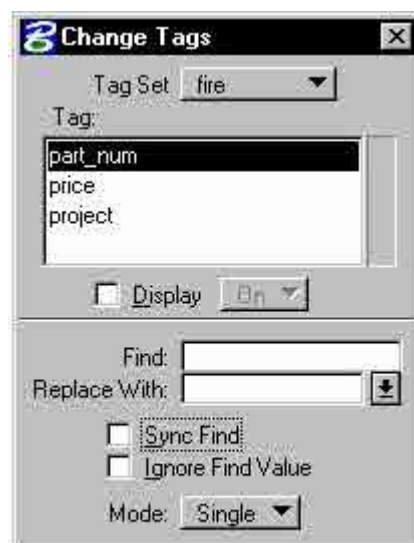 Change Tags
Tag Set fire
Tag:
part_num
price
project
Display On
Find:
Replace With:
Sync Find
Ignore Find Value
Mode: Single